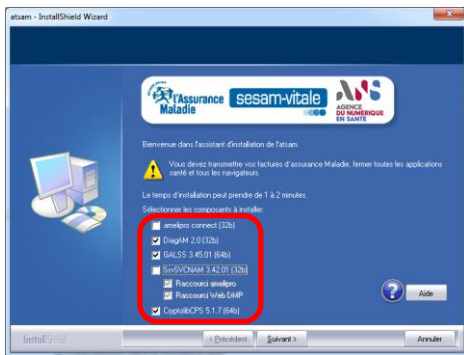 atsam - InstallShield Wizard
l'Assurance
Maladie
sesam-vitale
AGENCE
DU NUMÉRIQUE
EN SANTÉ
Bienvenue dans l'assistant d'installation de l'atsam.
Vous devez transmettre vos factures d'assurance Maladie, fermer toutes les applications
santé et tous les navigateurs.
Le temps d'installation peut prendre de 1 à 2 minutes.
Sélectionner les composants à installer:
amelipro connect (32b)
DiagAM 2.0 (32b)
GALSS 3.45.01 (64b)
SrvSVCNAM 3.42.01 (32b)
Raccourci amelipro
Raccourci Web DMP
CryptolibCPS 5.1.7 (64b)
Aide
InstallShield
< Précédent
Suivant >
Annuler